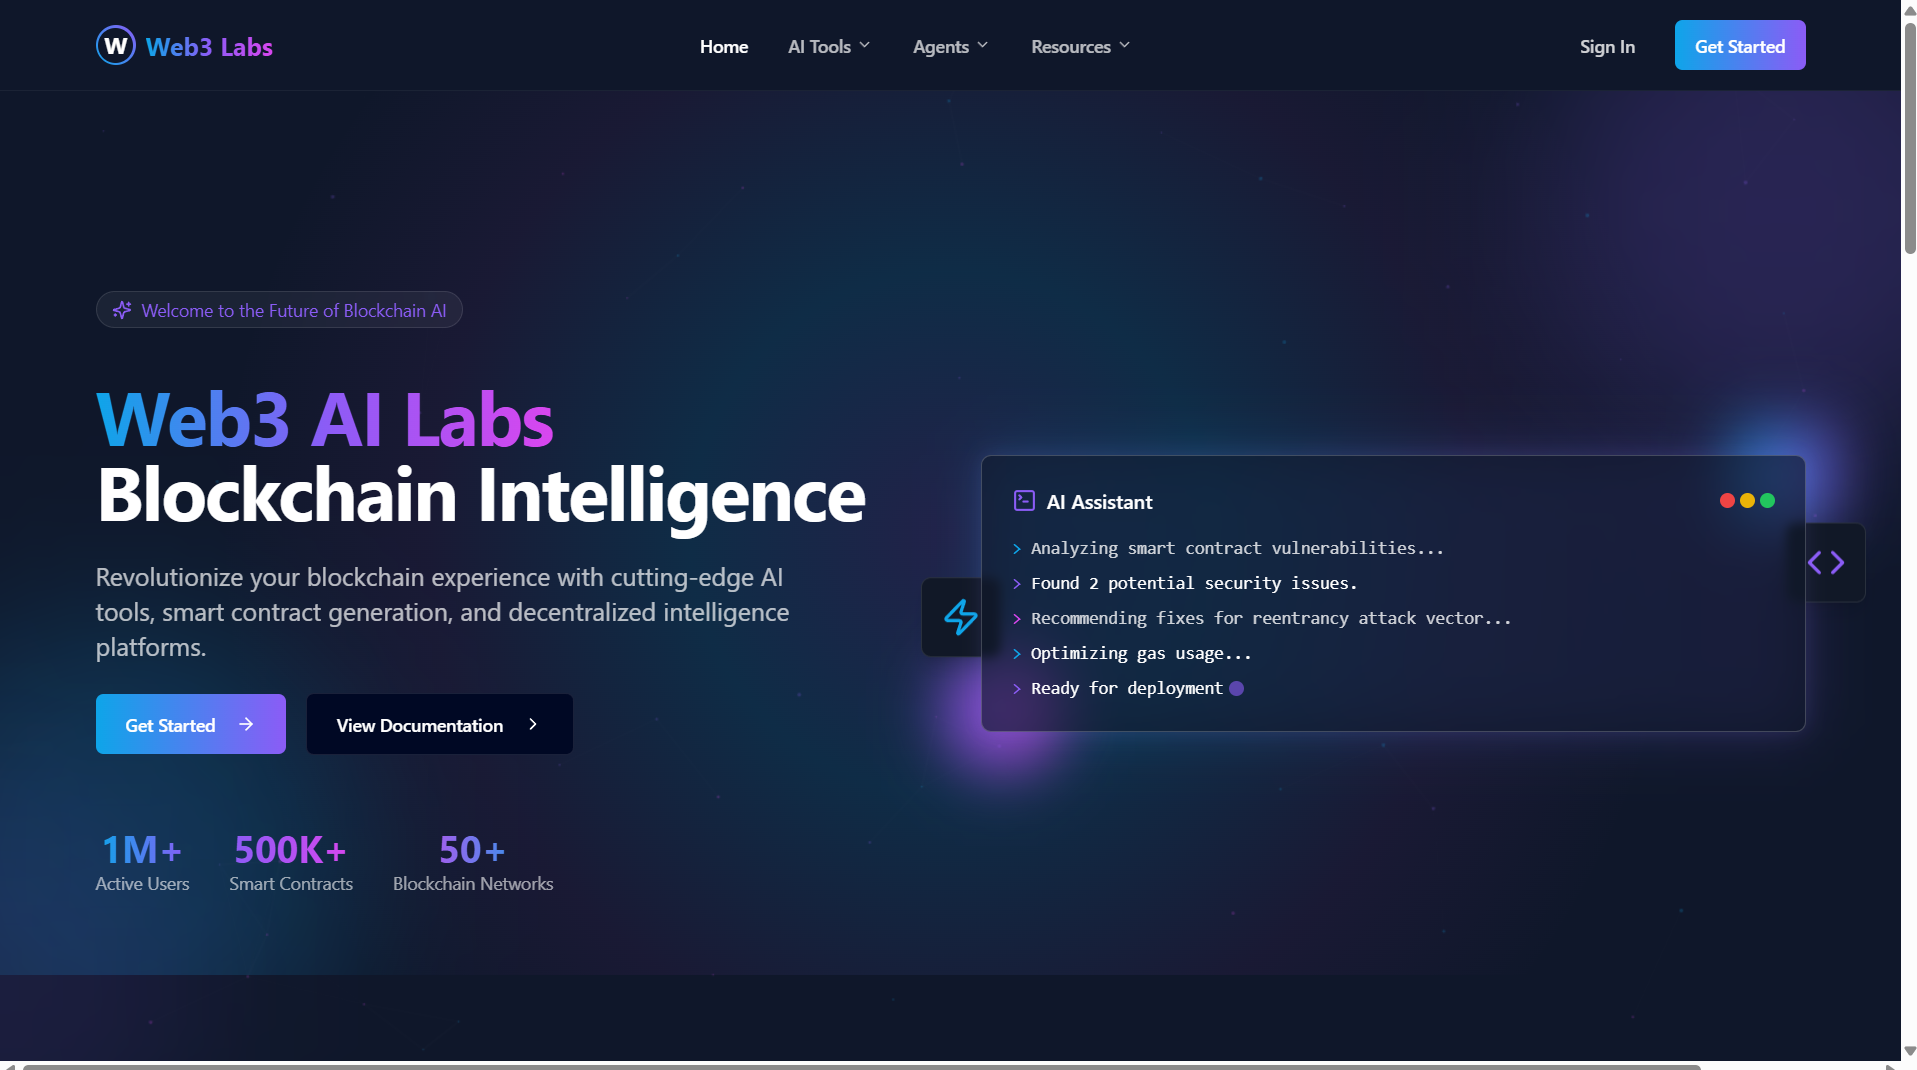 W Web3 Labs
Home
AI Tools
Agents
Resources
Sign In
Get Started
Welcome to the Future of Blockchain AI
Web3 AI Labs
Blockchain Intelligence
Revolutionize your blockchain experience with cutting-edge AI
tools, smart contract generation, and decentralized intelligence
platforms.
Get Started
View Documentation
1M+
Active Users
500K+
Smart Contracts
50+
Blockchain Networks
AI Assistant
> Analyzing smart contract vulnerabilities...
> Found 2 potential security issues.
> Recommending fixes for reentrancy attack vector...
> Optimizing gas usage...
> Ready for deployment